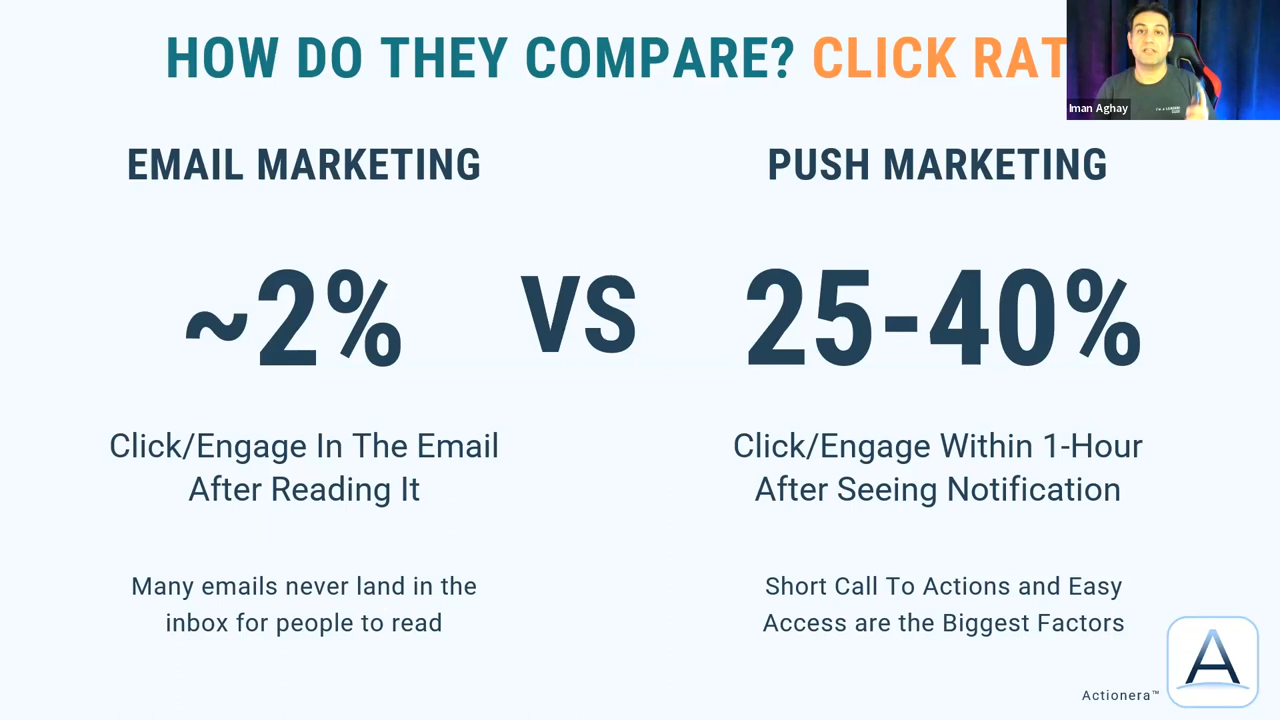 HOW DO THEY COMPARE? CLICK RAT
Iman Aghay
EMAIL MARKETING
PUSH MARKETING
~2%
VS
25-40%
Click/Engage In The Email
After Reading It
Click/Engage Within 1-Hour
After Seeing Notification
Many emails never land in the
inbox for people to read
Short Call To Actions and Easy
Access are the Biggest Factors
Actionera™
A